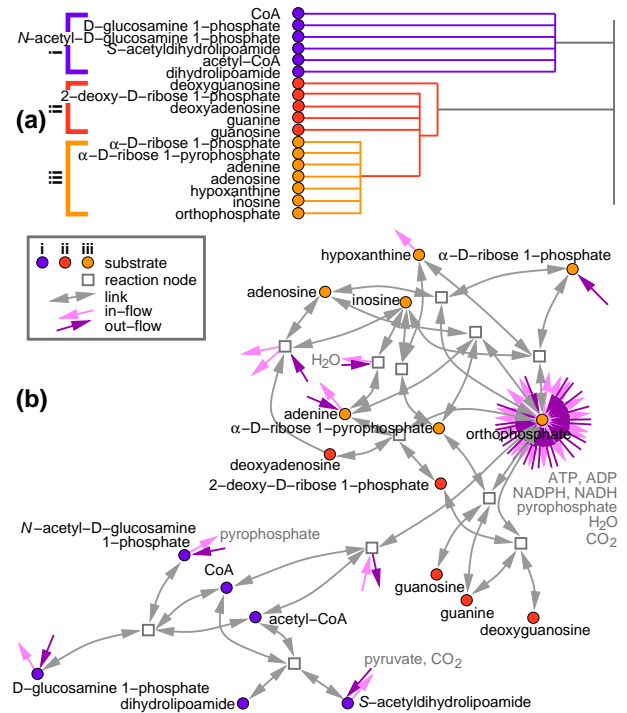 CoA
D-glucosamine 1-phosphate
N-acetyl-D-glucosamine 1-phosphate
S-acetyldihydrolipoamide
acetyl-CoA
dihydrolipoamide
i
deoxyguanosine
2-deoxy-D-ribose 1-phosphate
deoxyadenosine
guanine
guanosine
ii
(a)
α-D-ribose 1-phosphate
α-D-ribose 1-pyrophosphate
adenine
adenosine
hypoxanthine
inosine
orthophosphate
iii
i ii iii
substrate
reaction node
link
in-flow
out-flow
(b)
hypoxanthine
α-D-ribose 1-phosphate
adenosine
inosine
H2O
adenine
α-D-ribose 1-pyrophosphate
orthophosphate
deoxyadenosine
2-deoxy-D-ribose 1-phosphate
ATP, ADP
NADPH, NADH
pyrophosphate
H2O
CO2
N-acetyl-D-glucosamine
1-phosphate
pyrophosphate
CoA
guanosine
guanine
deoxyguanosine
acetyl-CoA
pyruvate, CO2
D-glucosamine 1-phosphate
dihydrolipoamide
S-acetyldihydrolipoamide